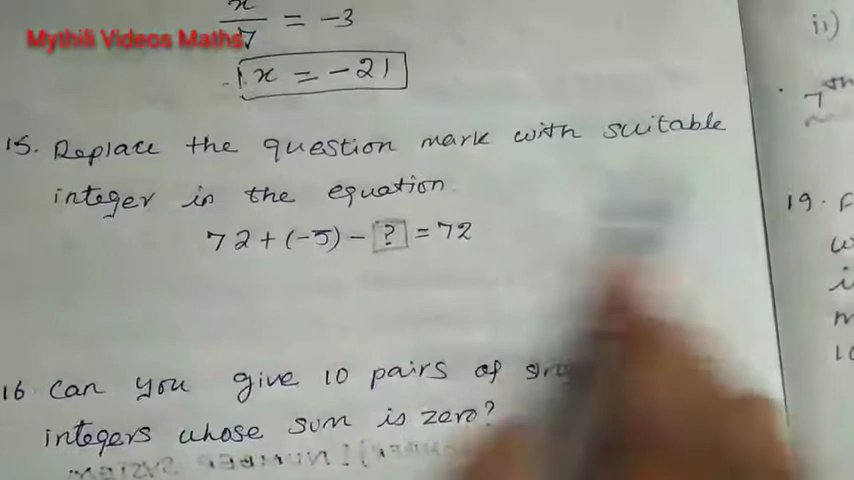 x/7 = -3
Mythili Videos Maths
x = -21
15. Replace the question mark with suitable
integer in the equation.
72 + (-5) - ? = 72
16. Can you give 10 pairs of
integers whose sum is zero?
ii)
7th
19.